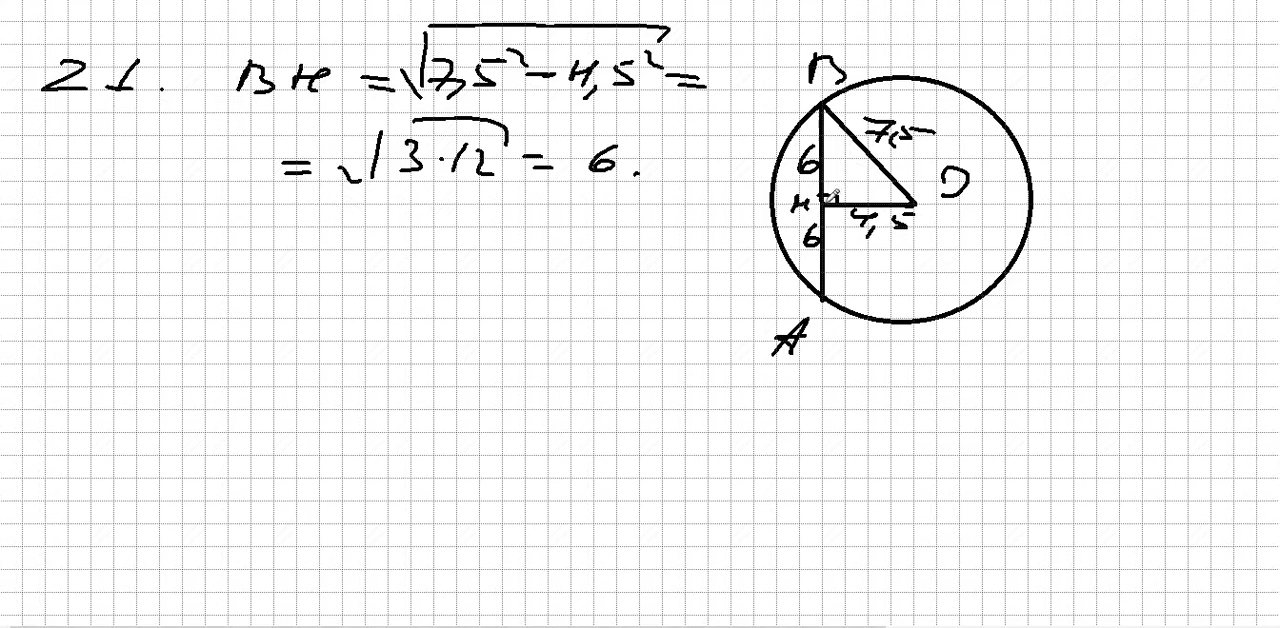 21. BH = √7,5² - 4,5² =
= √3·12 = 6.
B
7,5
6
O
H
4,5
6
A